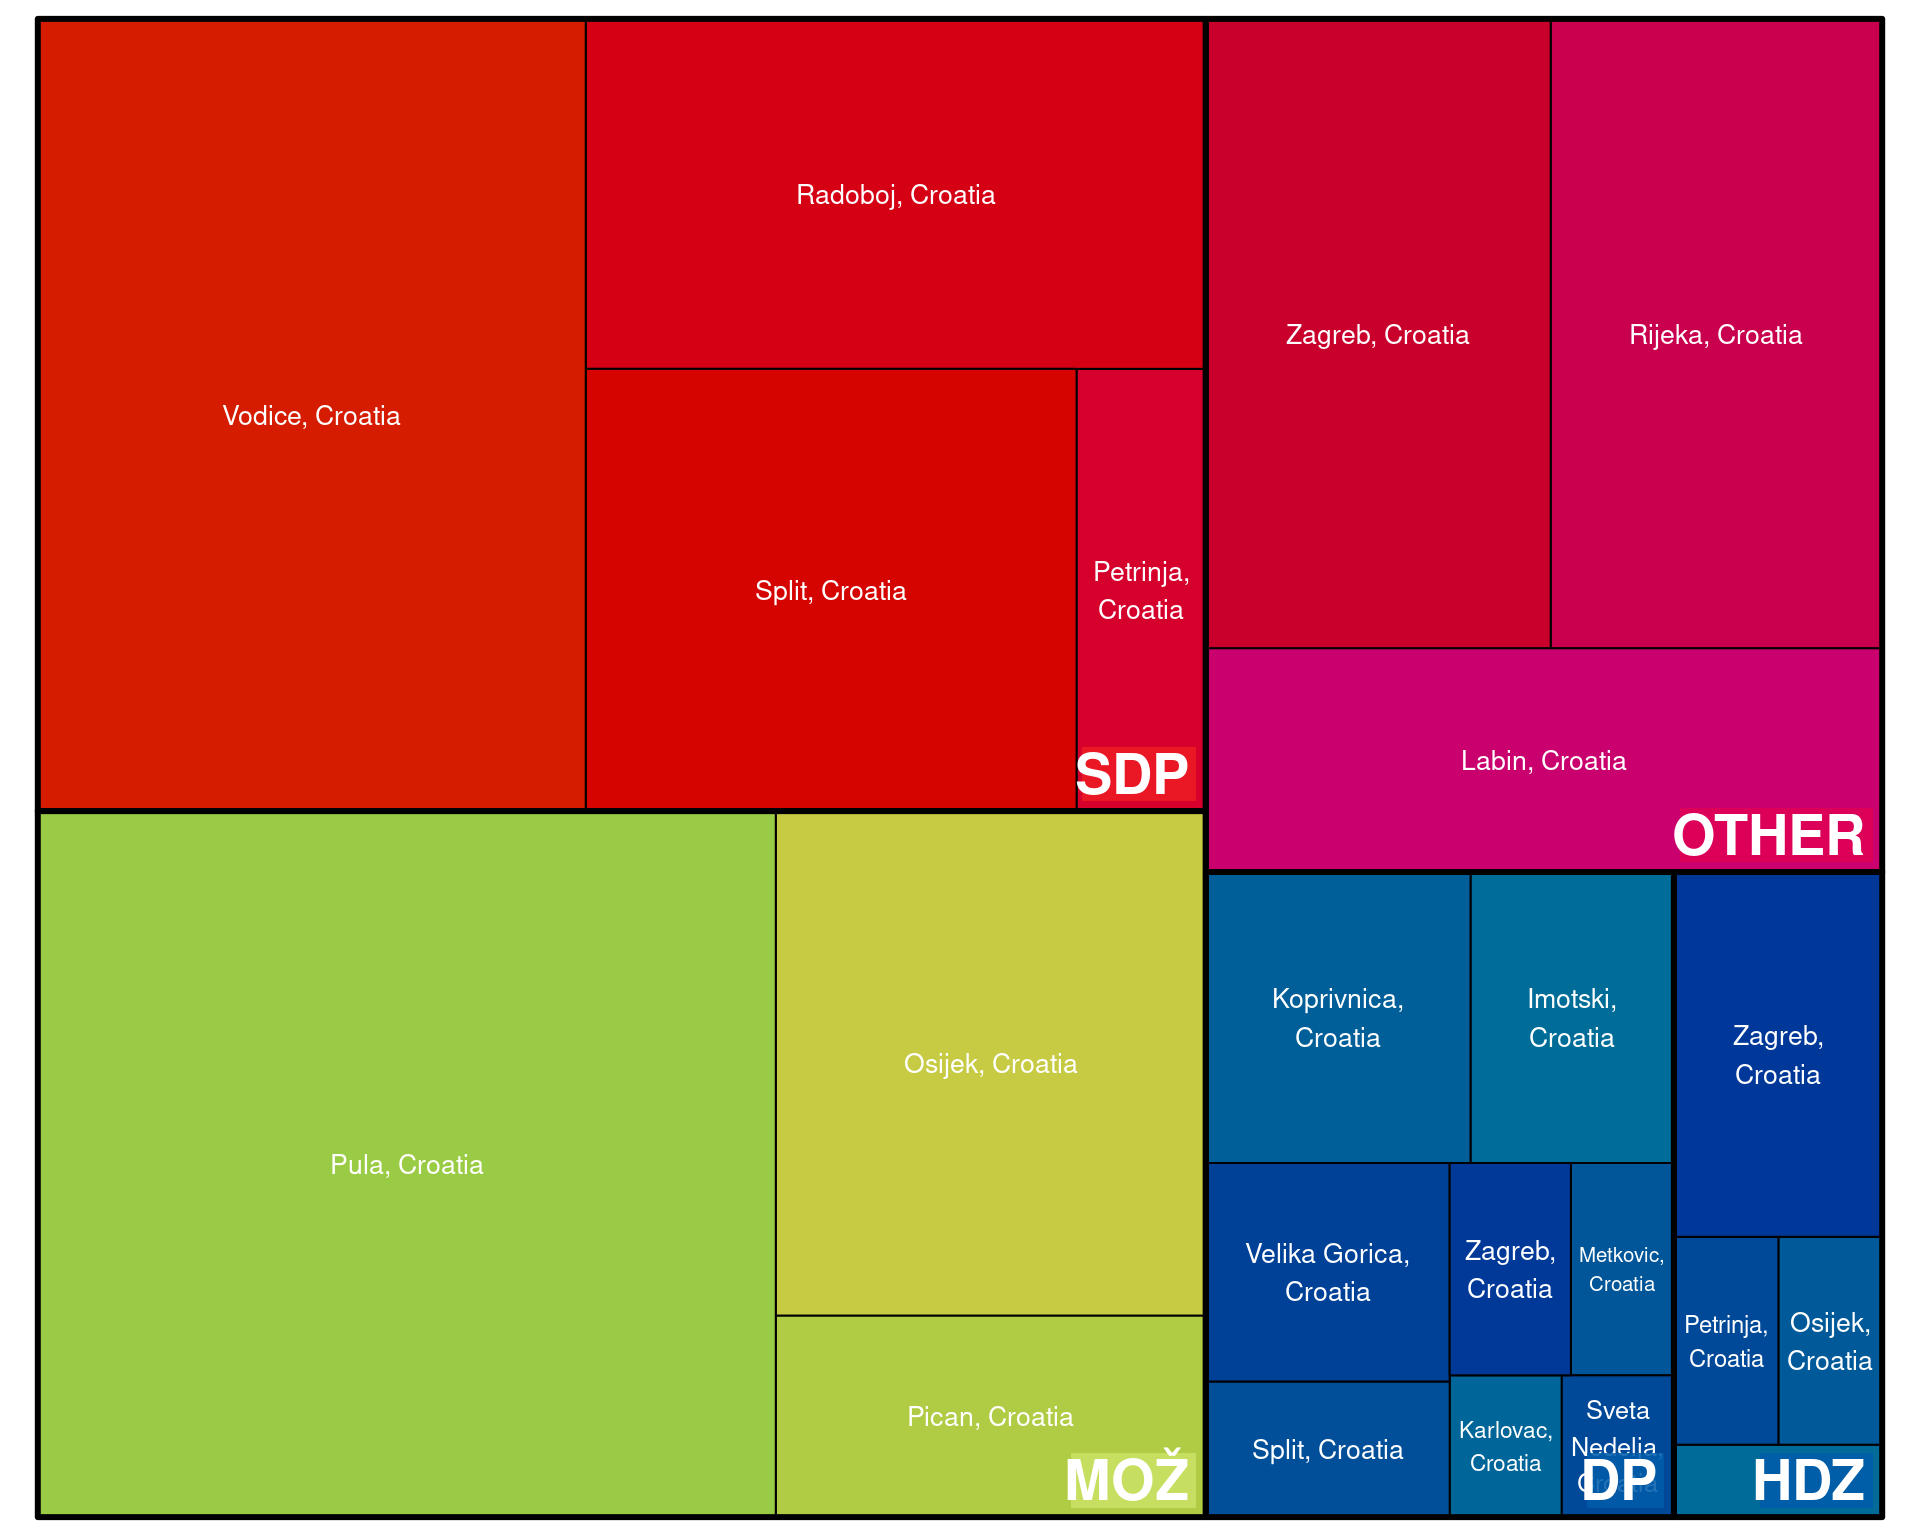 Vodice, Croatia
Radoboj, Croatia
Split, Croatia
Petrinja,
Croatia
SDP
Zagreb, Croatia
Rijeka, Croatia
Labin, Croatia
OTHER
Pula, Croatia
Osijek, Croatia
Pican, Croatia
MOŽ
Koprivnica,
Croatia
Imotski,
Croatia
Velika Gorica,
Croatia
Zagreb,
Croatia
Metkovic,
Croatia
Split, Croatia
Karlovac,
Croatia
Sveta
Nedelja,
Croatia
DP
Zagreb,
Croatia
Petrinja,
Croatia
Osijek,
Croatia
HDZ